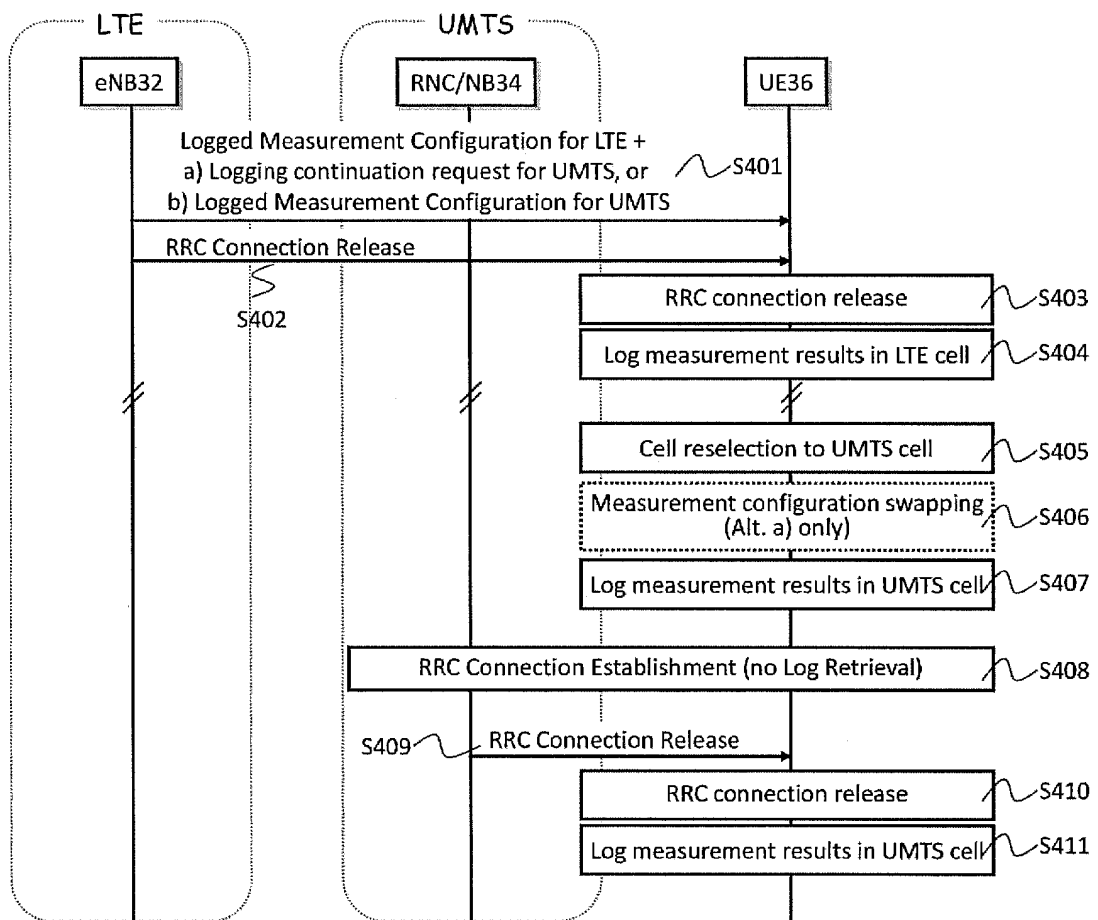 LTE
UMTS
eNB32
RNC/NB34
UE36
Logged Measurement Configuration for LTE +
a) Logging continuation request for UMTS, or
b) Logged Measurement Configuration for UMTS
S401
RRC Connection Release
S402
RRC connection release
S403
Log measurement results in LTE cell
S404
Cell reselection to UMTS cell
S405
Measurement configuration swapping
(Alt. a) only)
S406
Log measurement results in UMTS cell
S407
RRC Connection Establishment (no Log Retrieval)
S408
S409
RRC Connection Release
RRC connection release
S410
Log measurement results in UMTS cell
S411